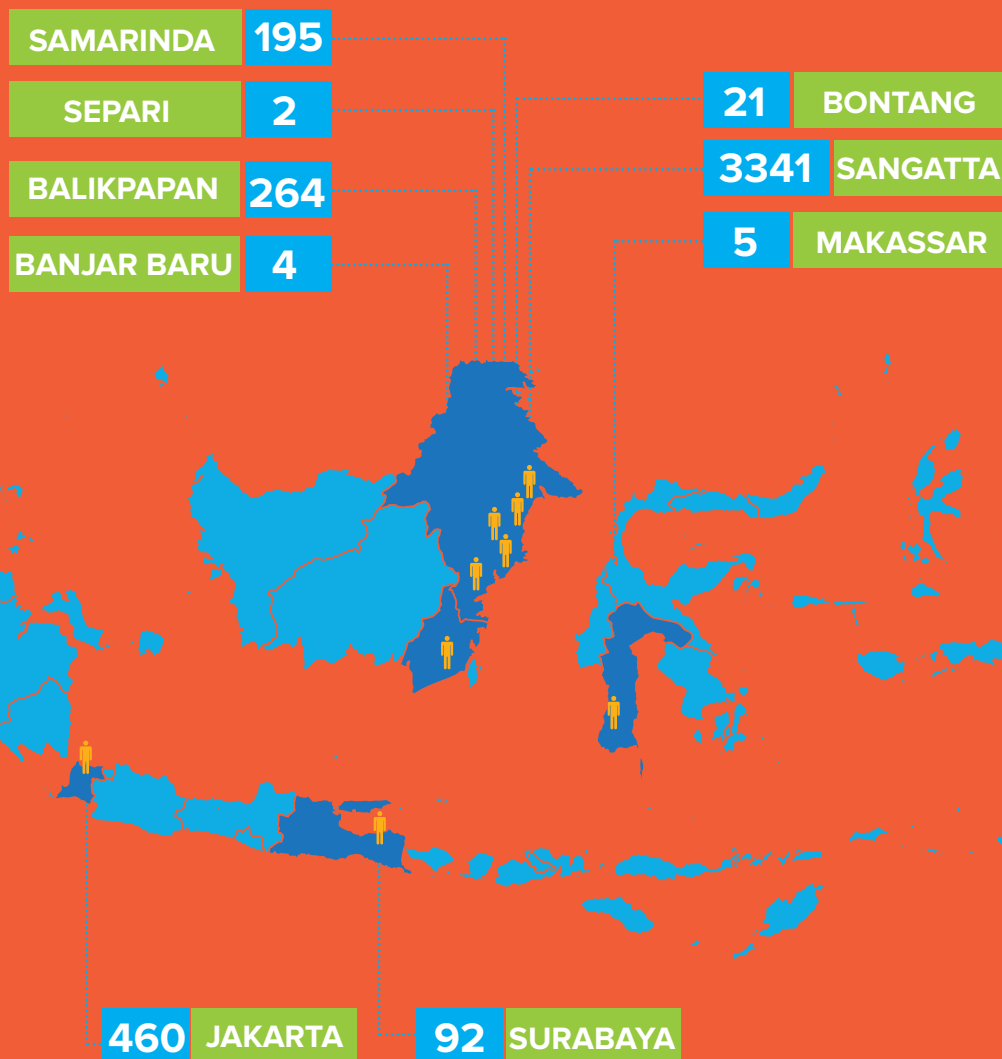 SAMARINDA 195
SEPARI 2
BALIKPAPAN 264
BANJAR BARU 4
21 BONTANG
3341 SANGATTA
5 MAKASSAR
460 JAKARTA
92 SURABAYA